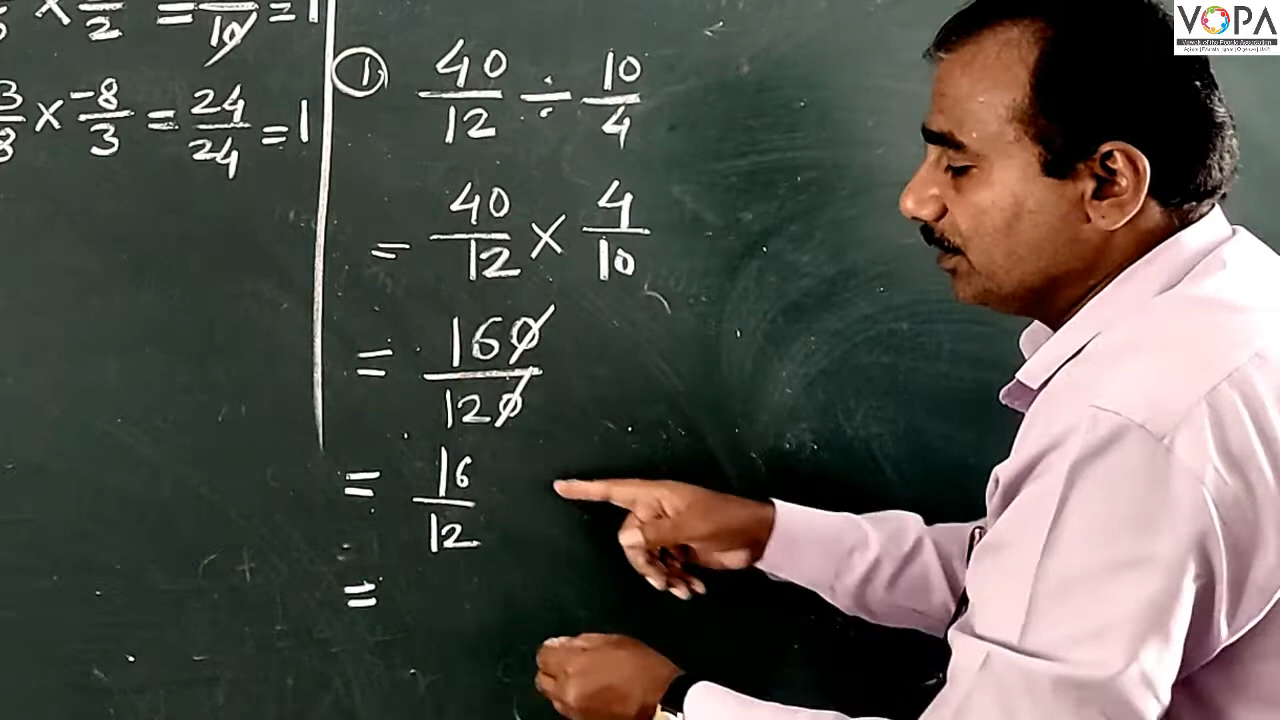 VOPA
× /2 = /10 = 1
3/8 × -8/3 = 24/24 = 1
① 40/12 ÷ 10/4
= 40/12 × 4/10
= 160/120
= 16/12
=